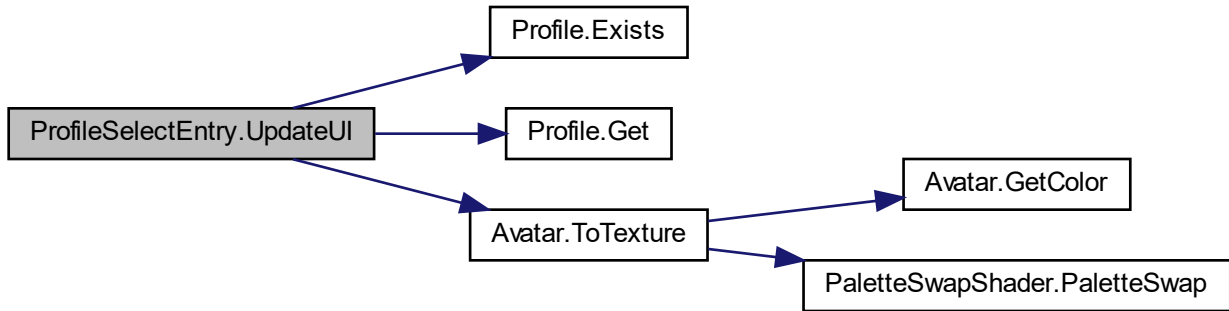 Profile.Exists
ProfileSelectEntry.UpdateUI
Profile.Get
Avatar.GetColor
Avatar.ToTexture
PaletteSwapShader.PaletteSwap